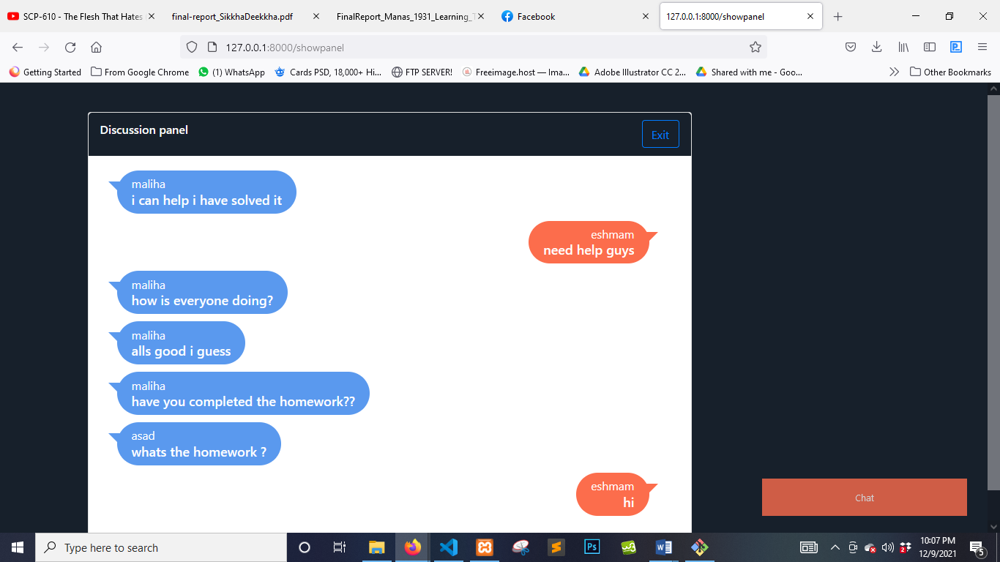 SCP-610 - The Flesh That Hates
final-report_SikkhaDeekkha.pdf
FinalReport_Manas_1931_Learning_
Facebook
127.0.0.1:8000/showpanel
127.0.0.1:8000/showpanel
Getting Started
From Google Chrome
(1) WhatsApp
Cards PSD, 18,000+ Hi...
FTP SERVER!
Freeimage.host — Ima...
Adobe Illustrator CC 2...
Shared with me - Goo...
Other Bookmarks
Discussion panel
Exit
maliha
i can help i have solved it
eshmam
need help guys
maliha
how is everyone doing?
maliha
alls good i guess
maliha
have you completed the homework??
asad
whats the homework ?
eshmam
hi
Chat
Type here to search
Ps
10:07 PM
12/9/2021
5